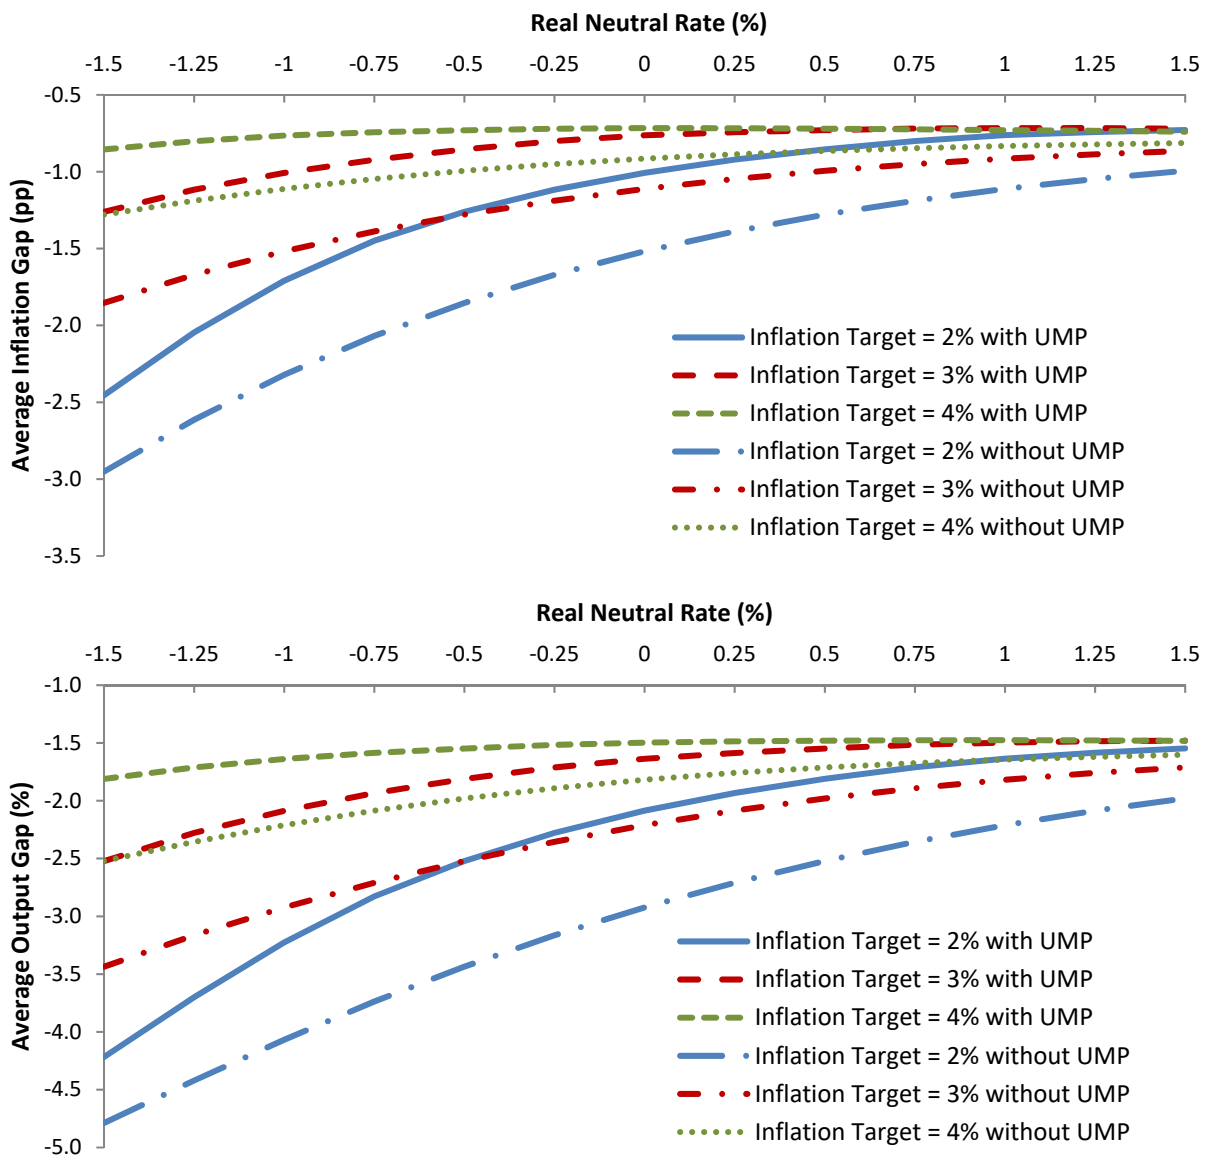 Real Neutral Rate (%)
-1.5 -1.25 -1 -0.75 -0.5 -0.25 0 0.25 0.5 0.75 1 1.25 1.5
-0.5
-1.0
-1.5
-2.0
-2.5
-3.0
-3.5
Average Inflation Gap (pp)
Inflation Target = 2% with UMP
Inflation Target = 3% with UMP
Inflation Target = 4% with UMP
Inflation Target = 2% without UMP
Inflation Target = 3% without UMP
Inflation Target = 4% without UMP
Real Neutral Rate (%)
-1.5 -1.25 -1 -0.75 -0.5 -0.25 0 0.25 0.5 0.75 1 1.25 1.5
-1.0
-1.5
-2.0
-2.5
-3.0
-3.5
-4.0
-4.5
-5.0
Average Output Gap (%)
Inflation Target = 2% with UMP
Inflation Target = 3% with UMP
Inflation Target = 4% with UMP
Inflation Target = 2% without UMP
Inflation Target = 3% without UMP
Inflation Target = 4% without UMP